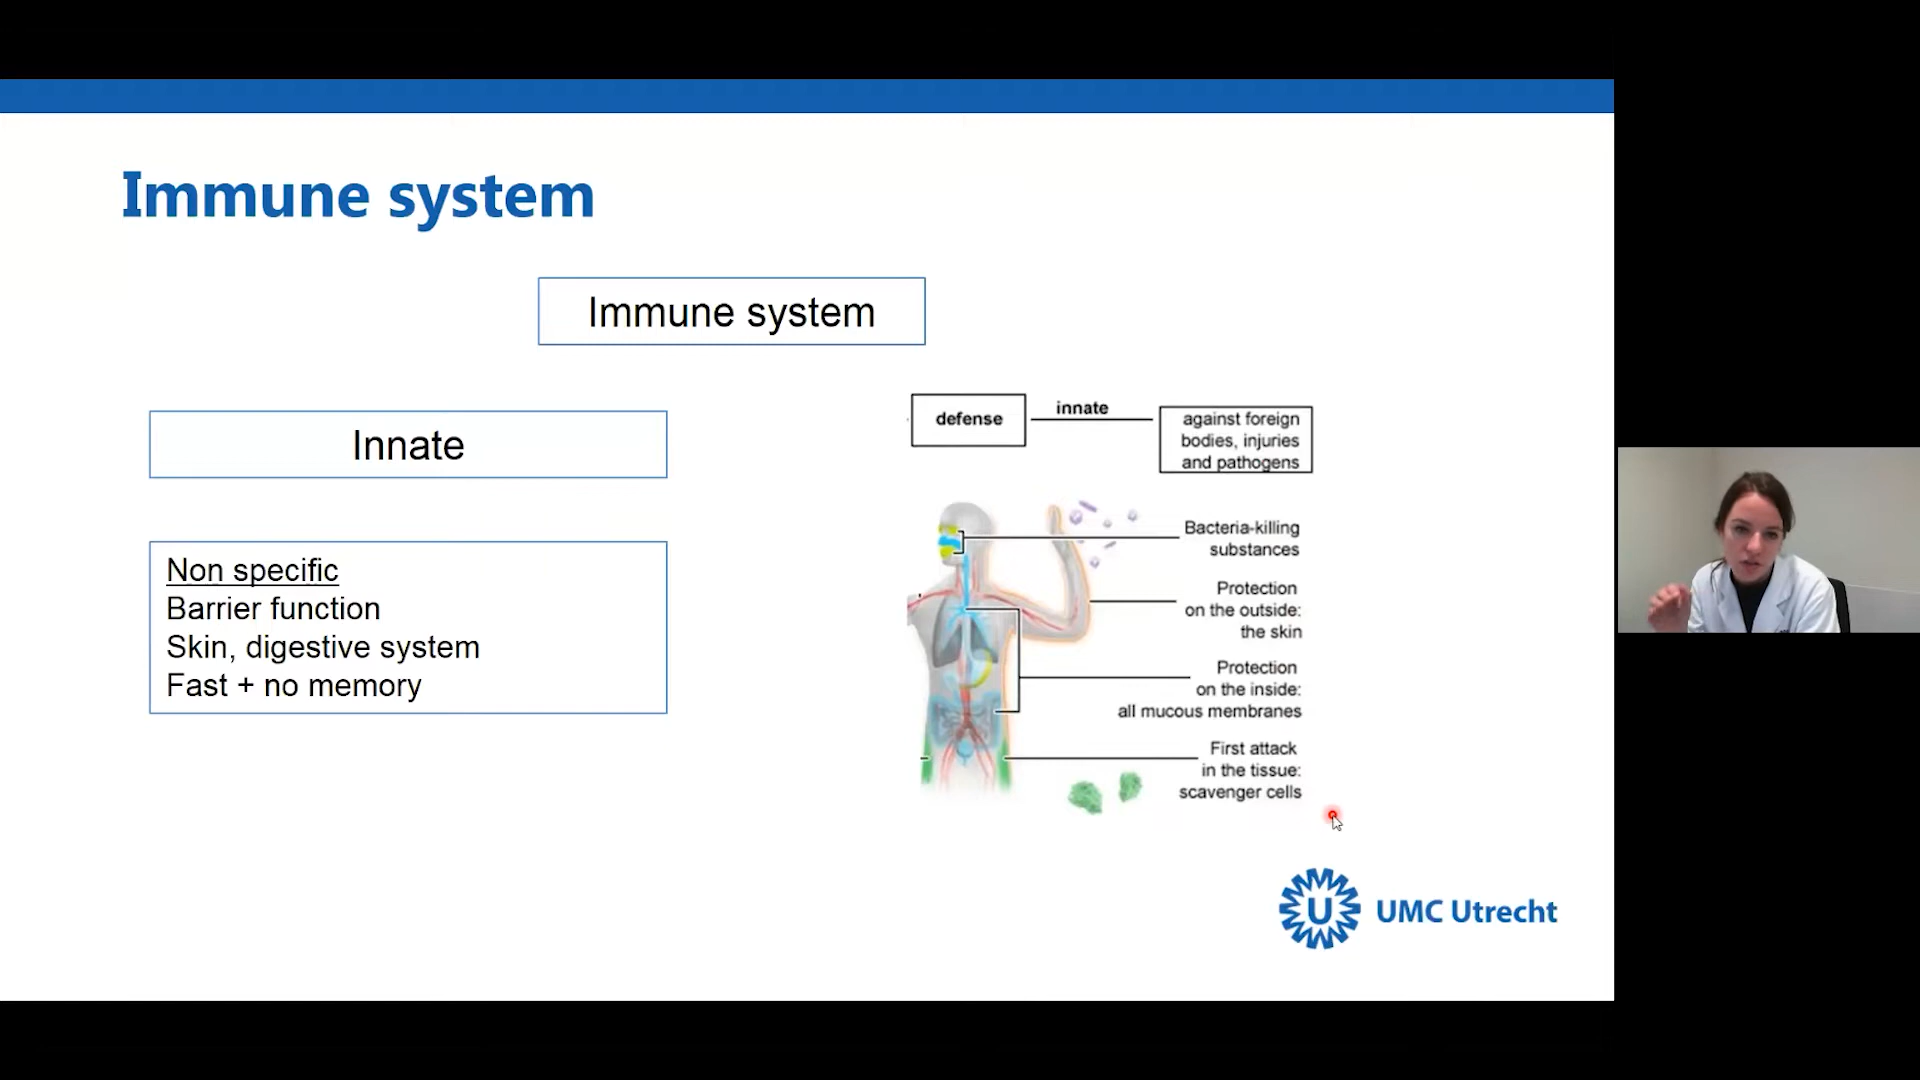 Immune system
Immune system
Innate
Non specific
Barrier function
Skin, digestive system
Fast + no memory
defense
innate
against foreign
bodies, injuries
and pathogens
Bacteria-killing
substances
Protection
on the outside:
the skin
Protection
on the inside:
all mucous membranes
First attack
in the tissue:
scavenger cells
U
UMC Utrecht